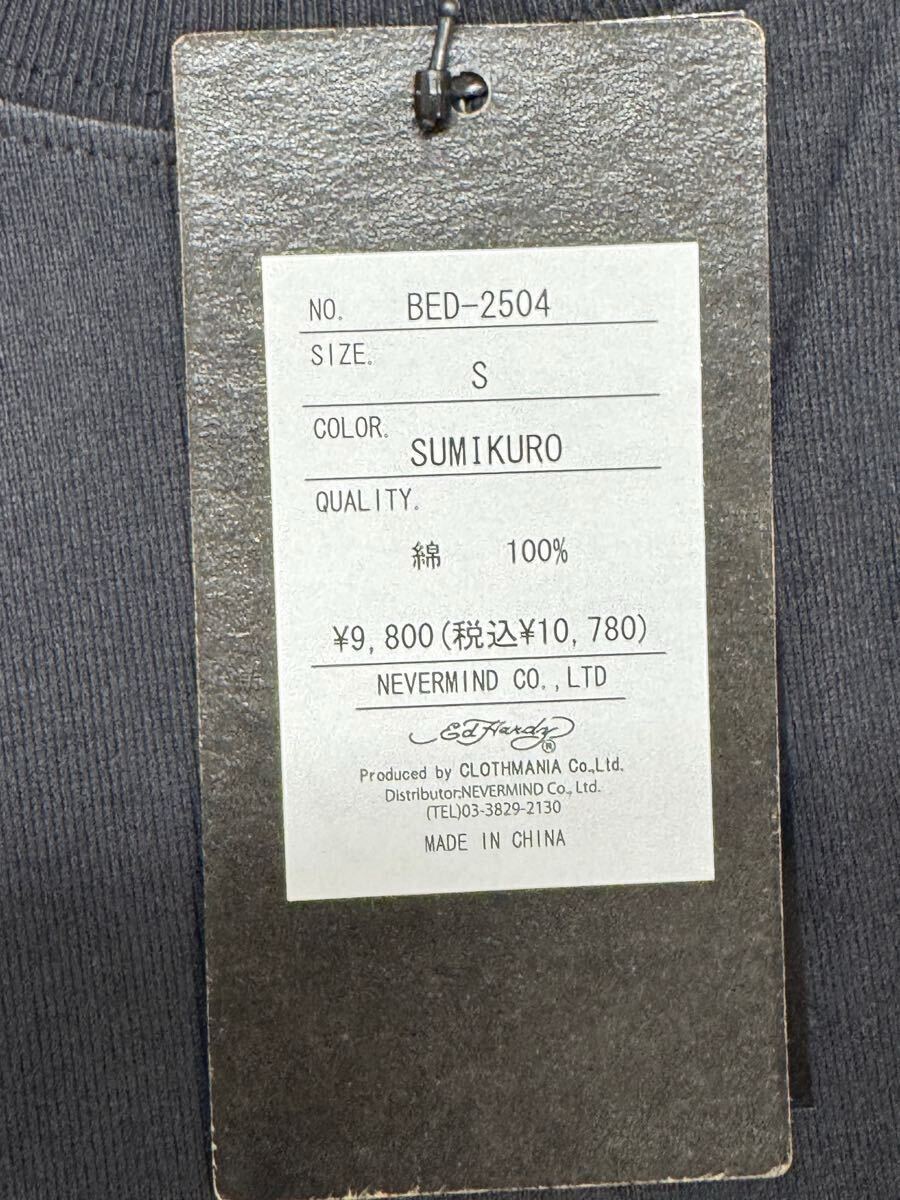 NO. BED-2504
SIZE. S
COLOR. SUMIKURO
QUALITY.
綿 100%
¥9,800(税込¥10,780)
NEVERMIND CO.,LTD
Ed Hardy®
Produced by CLOTHMANIA Co.,Ltd.
Distributor:NEVERMIND Co., Ltd.
(TEL)03-3829-2130
MADE IN CHINA